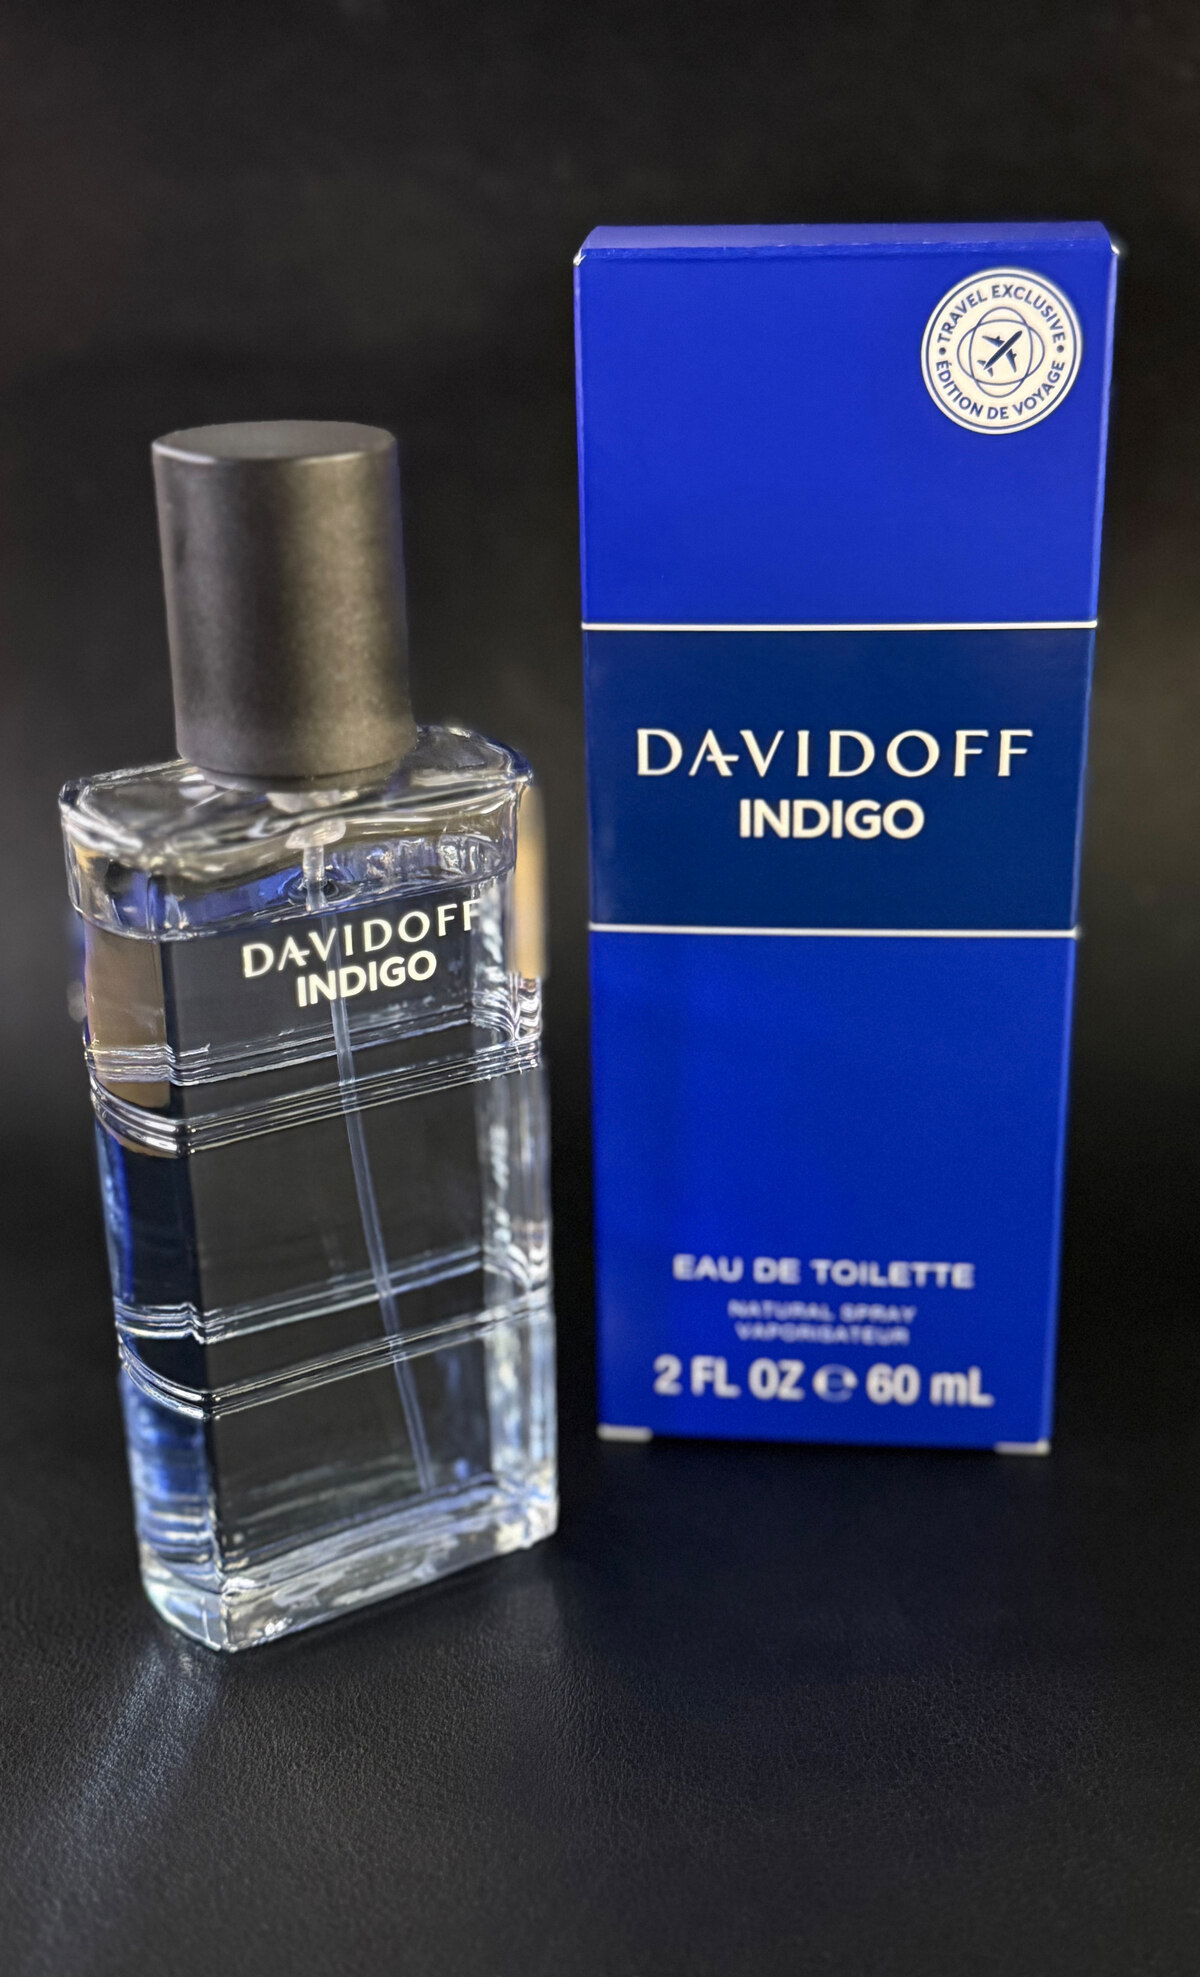 TRAVEL EXCLUSIVE
ÉDITION DE VOYAGE
DAVIDOFF
INDIGO
EAU DE TOILETTE
NATURAL SPRAY
VAPORISATEUR
2 FL OZ ℮ 60 mL
DAVIDOFF
INDIGO